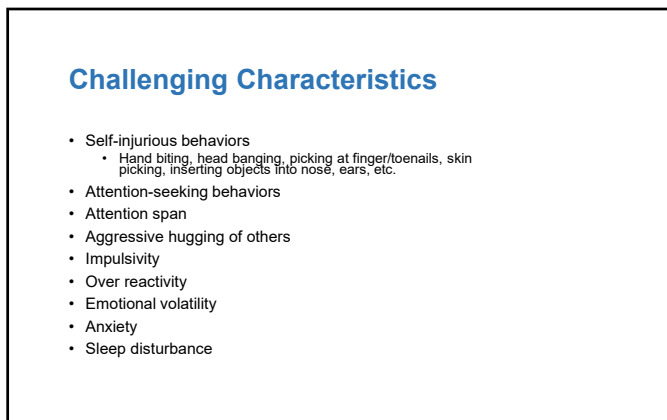 Challenging Characteristics
• Self-injurious behaviors
• Hand biting, head banging, picking at finger/toenails, skin
picking, inserting objects into nose, ears, etc.
• Attention-seeking behaviors
• Attention span
• Aggressive hugging of others
• Impulsivity
• Over reactivity
• Emotional volatility
• Anxiety
• Sleep disturbance